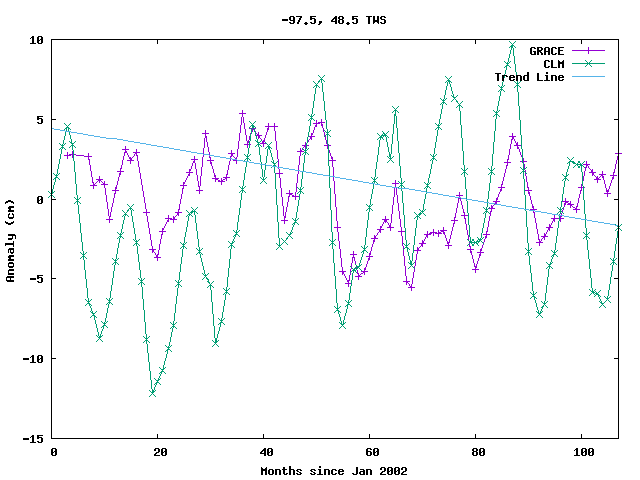 -97.5, 48.5 TWS
GRACE
CLM
Trend Line
10
5
0
-5
-10
-15
Anomaly (cm)
0 20 40 60 80 100
Months since Jan 2002